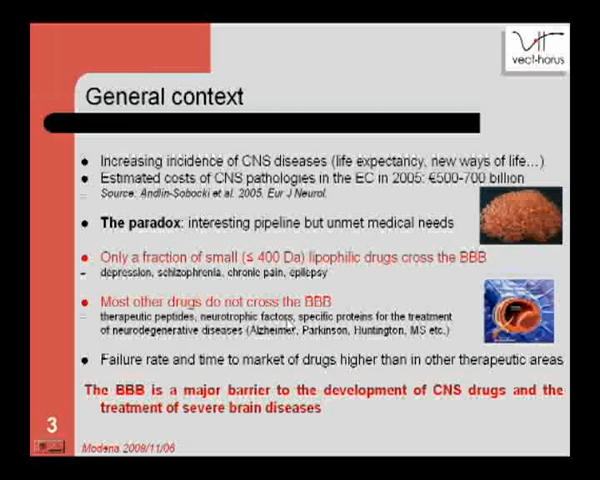 vect-horus
General context
Increasing incidence of CNS diseases (life expectancy, new ways of life…)
Estimated costs of CNS pathologies in the EC in 2005: €500-700 billion
Source: Andlin-Sobocki et al. 2005. Eur J Neurol.
The paradox: interesting pipeline but unmet medical needs
Only a fraction of small (≤ 400 Da) lipophilic drugs cross the BBB
depression, schizophrenia, chronic pain, epilepsy
Most other drugs do not cross the BBB
therapeutic peptides, neurotrophic factors, specific proteins for the treatment
of neurodegenerative diseases (Alzheimer, Parkinson, Huntington, MS etc.)
Failure rate and time to market of drugs higher than in other therapeutic areas
The BBB is a major barrier to the development of CNS drugs and the
treatment of severe brain diseases
3
Modena 2009/11/06